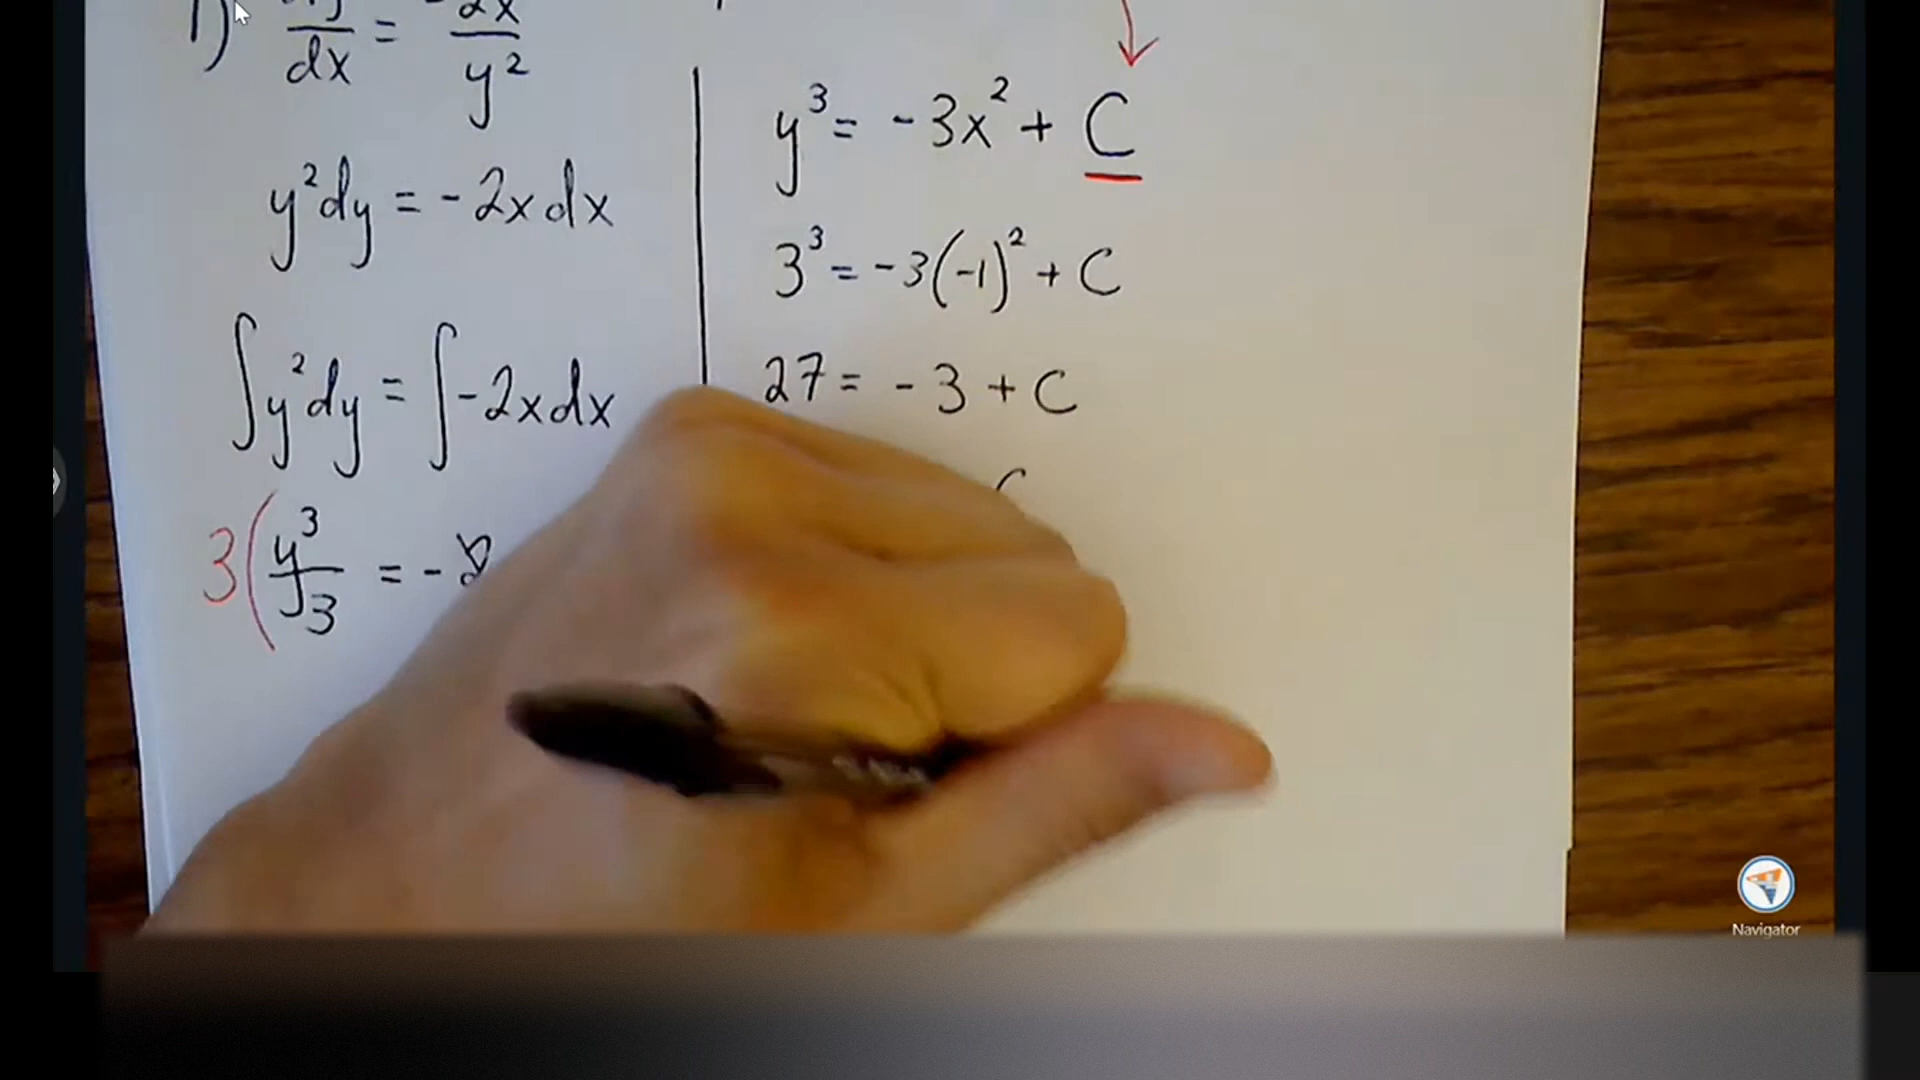 1) dy/dx = -2x/y²
y²dy = -2x dx
∫y²dy = ∫-2x dx
3(y³/3 = -2
y³ = -3x² + C
3³ = -3(-1)² + C
27 = -3 + C
C
Navigator